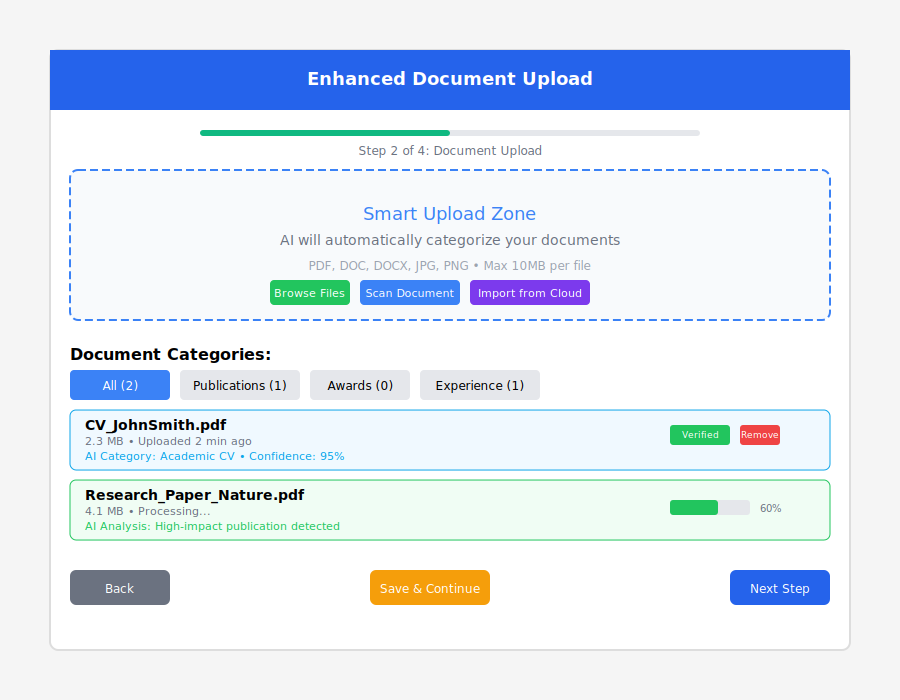 Enhanced Document Upload
Step 2 of 4: Document Upload
Smart Upload Zone
AI will automatically categorize your documents
PDF, DOC, DOCX, JPG, PNG • Max 10MB per file
Browse Files Scan Document Import from Cloud
Document Categories:
All (2) Publications (1) Awards (0) Experience (1)
CV_JohnSmith.pdf
2.3 MB • Uploaded 2 min ago
AI Category: Academic CV • Confidence: 95%
Verified Remove
Research_Paper_Nature.pdf
4.1 MB • Processing...
AI Analysis: High-impact publication detected
60%
Back Save & Continue Next Step